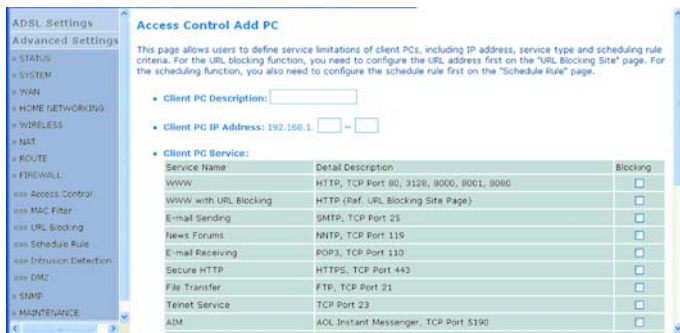 ADSL Settings
Advanced Settings
» STATUS
» SYSTEM
» WAN
» HOME NETWORKING
» WIRELESS
» NAT
» ROUTE
» FIREWALL
»»» Access Control
»»» MAC Filter
»»» URL Blocking
»»» Schedule Rule
»»» Intrusion Detection
»»» DMZ
» SNMP
» MAINTENANCE
Access Control Add PC
This page allows users to define service limitations of client PCs, including IP address, service type and scheduling rule
criteria. For the URL blocking function, you need to configure the URL address first on the "URL Blocking Site" page. For
the scheduling function, you also need to configure the schedule rule first on the "Schedule Rule" page.
• Client PC Description:
• Client PC IP Address: 192.168.1. ~
• Client PC Service:
Service Name Detail Description Blocking
WWW HTTP, TCP Port 80, 3128, 8000, 8001, 8080
WWW with URL Blocking HTTP (Ref. URL Blocking Site Page)
E-mail Sending SMTP, TCP Port 25
News Forums NNTP, TCP Port 119
E-mail Receiving POP3, TCP Port 110
Secure HTTP HTTPS, TCP Port 443
File Transfer FTP, TCP Port 21
Telnet Service TCP Port 23
AIM AOL Instant Messenger, TCP Port 5190